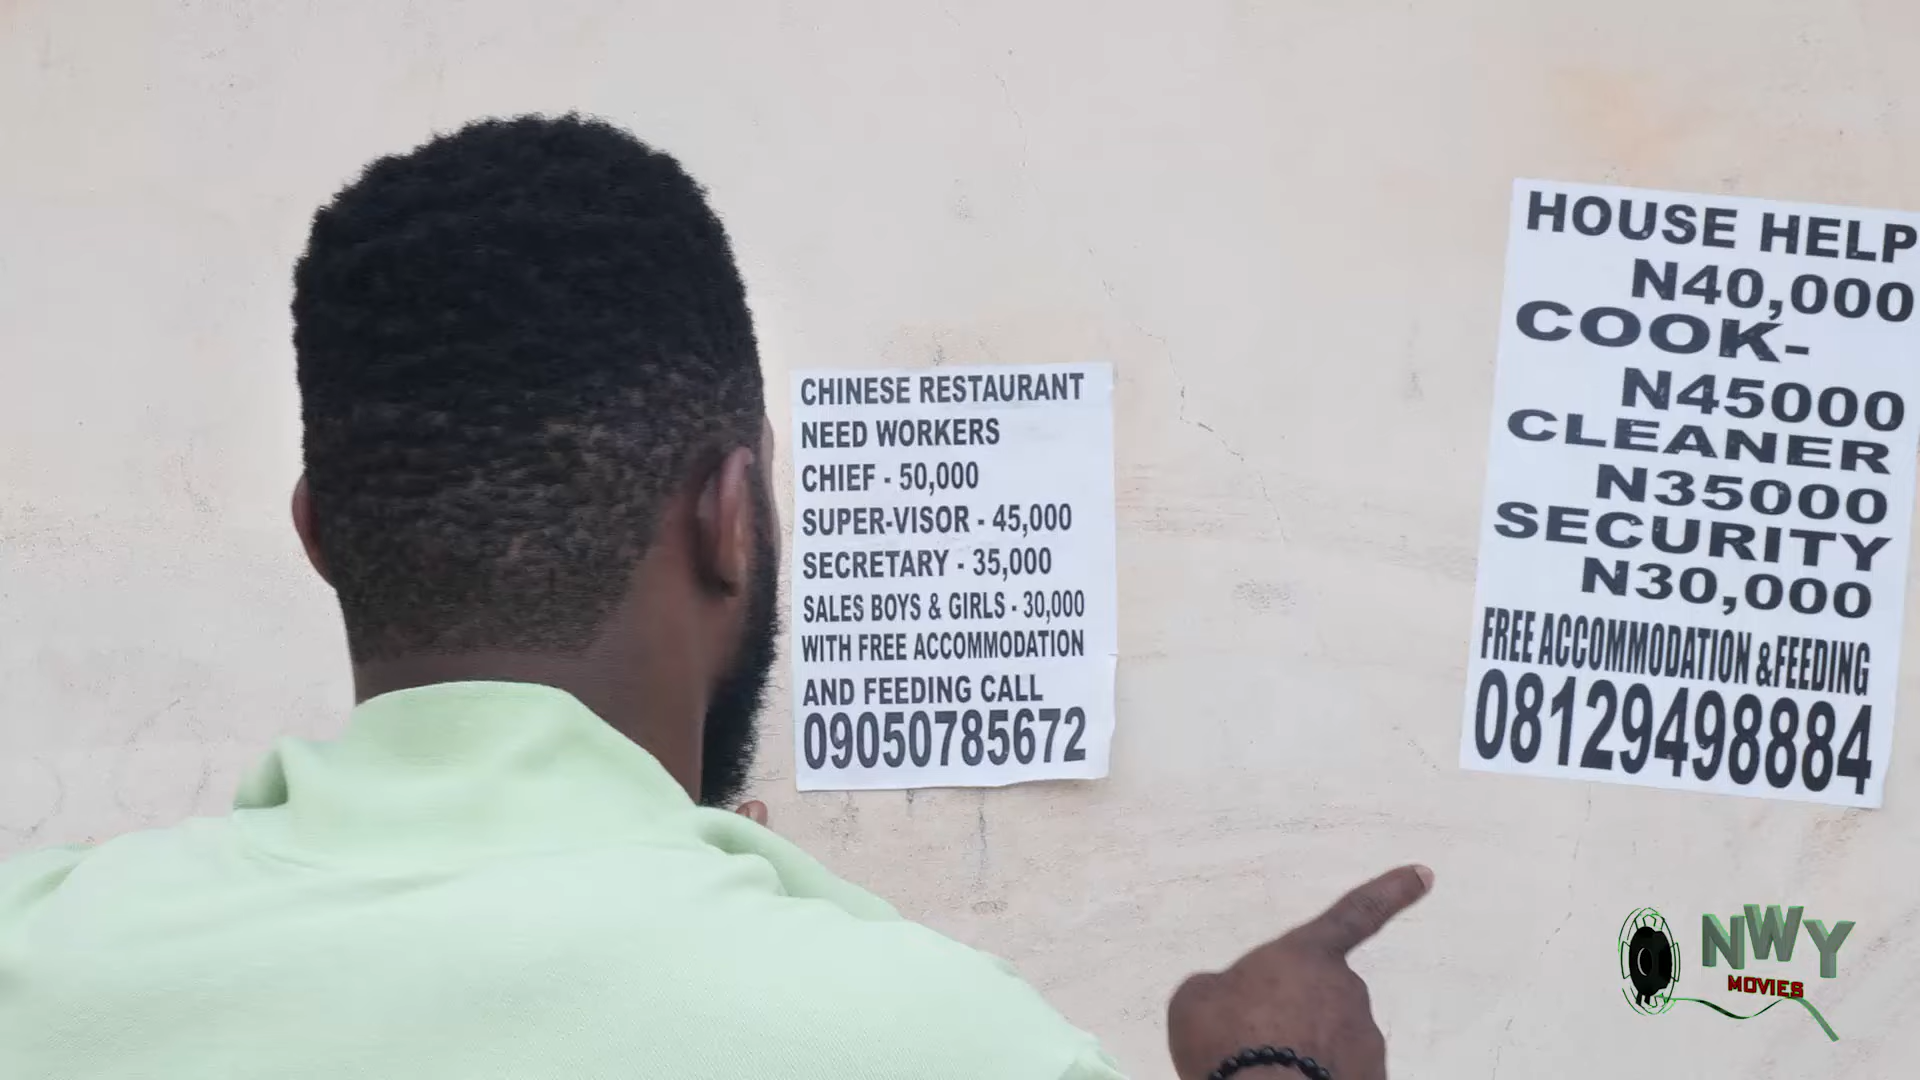 CHINESE RESTAURANT
NEED WORKERS
CHIEF - 50,000
SUPER-VISOR - 45,000
SECRETARY - 35,000
SALES BOYS & GIRLS - 30,000
WITH FREE ACCOMMODATION
AND FEEDING CALL
09050785672
HOUSE HELP
N40,000
COOK-
N45000
CLEANER
N35000
SECURITY
N30,000
FREE ACCOMMODATION &FEEDING
08129498884
NWY
MOVIES